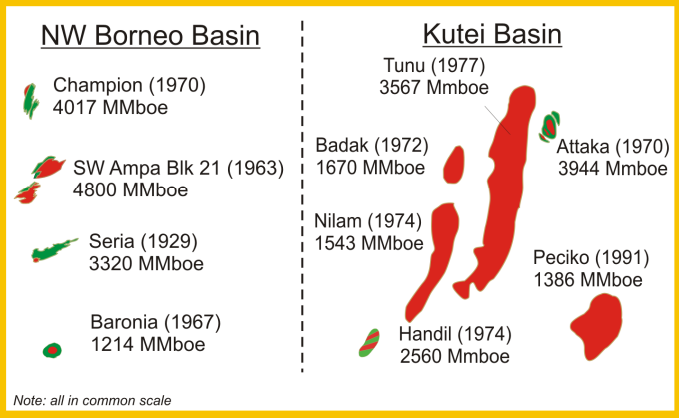 NW Borneo Basin
Champion (1970)
4017 MMboe
SW Ampa Blk 21 (1963)
4800 MMboe
Seria (1929)
3320 MMboe
Baronia (1967)
1214 MMboe
Kutei Basin
Tunu (1977)
3567 Mmboe
Badak (1972)
1670 MMboe
Attaka (1970)
3944 Mmboe
Nilam (1974)
1543 MMboe
Peciko (1991)
1386 MMboe
Handil (1974)
2560 Mmboe
Note: all in common scale